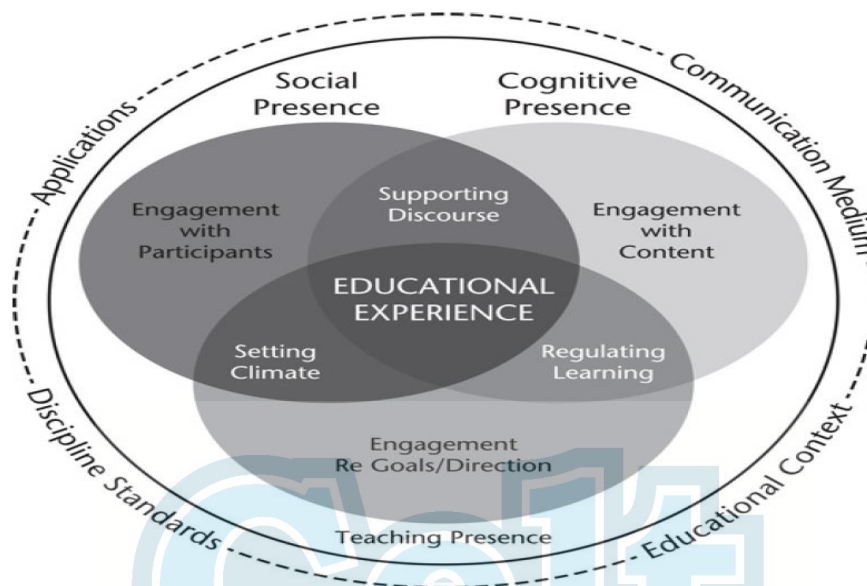 Social
Presence
Cognitive
Presence
Applications
Communication Medium
Engagement
with
Participants
Supporting
Discourse
Engagement
with
Content
EDUCATIONAL
EXPERIENCE
Setting
Climate
Regulating
Learning
Engagement
Re Goals/Direction
Teaching Presence
Discipline Standards
Educational Context